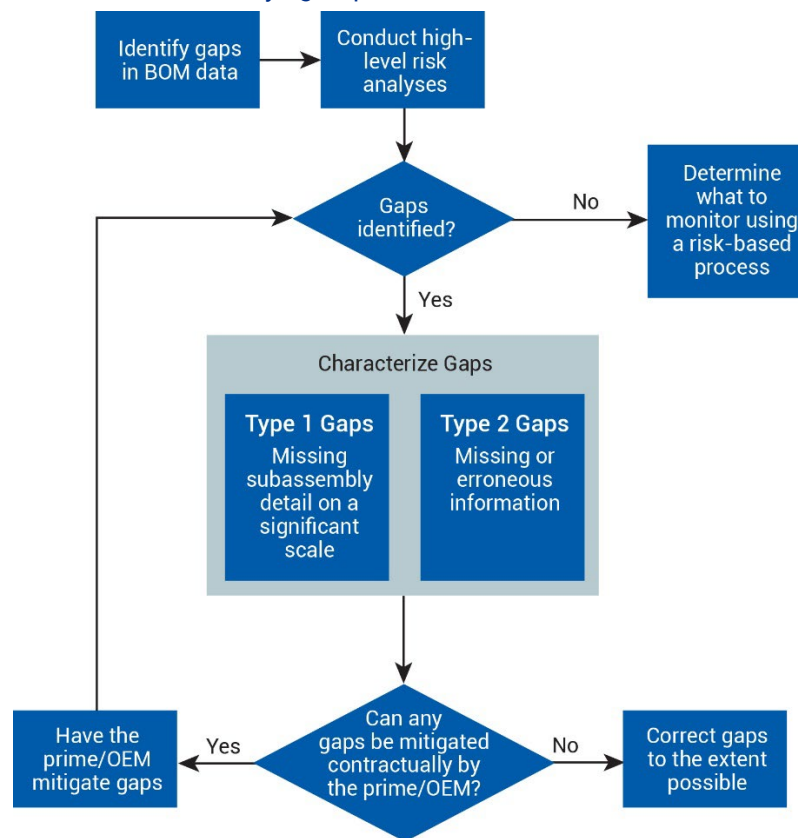 Identify gaps
in BOM data
Conduct high-
level risk
analyses
Gaps
identified?
No
Determine
what to
monitor using
a risk-based
process
Yes
Characterize Gaps
Type 1 Gaps
Missing
subassembly
detail on a
significant
scale
Type 2 Gaps
Missing or
erroneous
information
Have the
prime/OEM
mitigate gaps
Yes
Can any
gaps be mitigated
contractually by
the prime/OEM?
No
Correct gaps
to the extent
possible